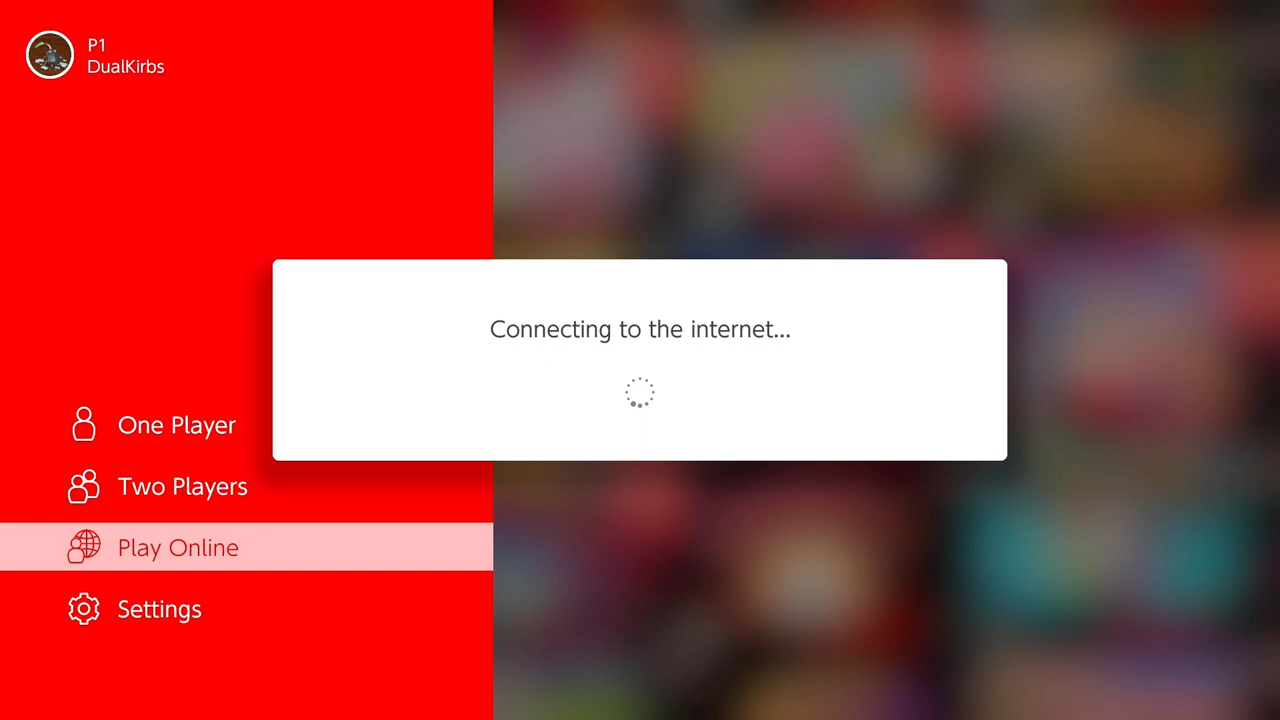 P1
DualKirbs
Connecting to the internet...
One Player
Two Players
Play Online
Settings